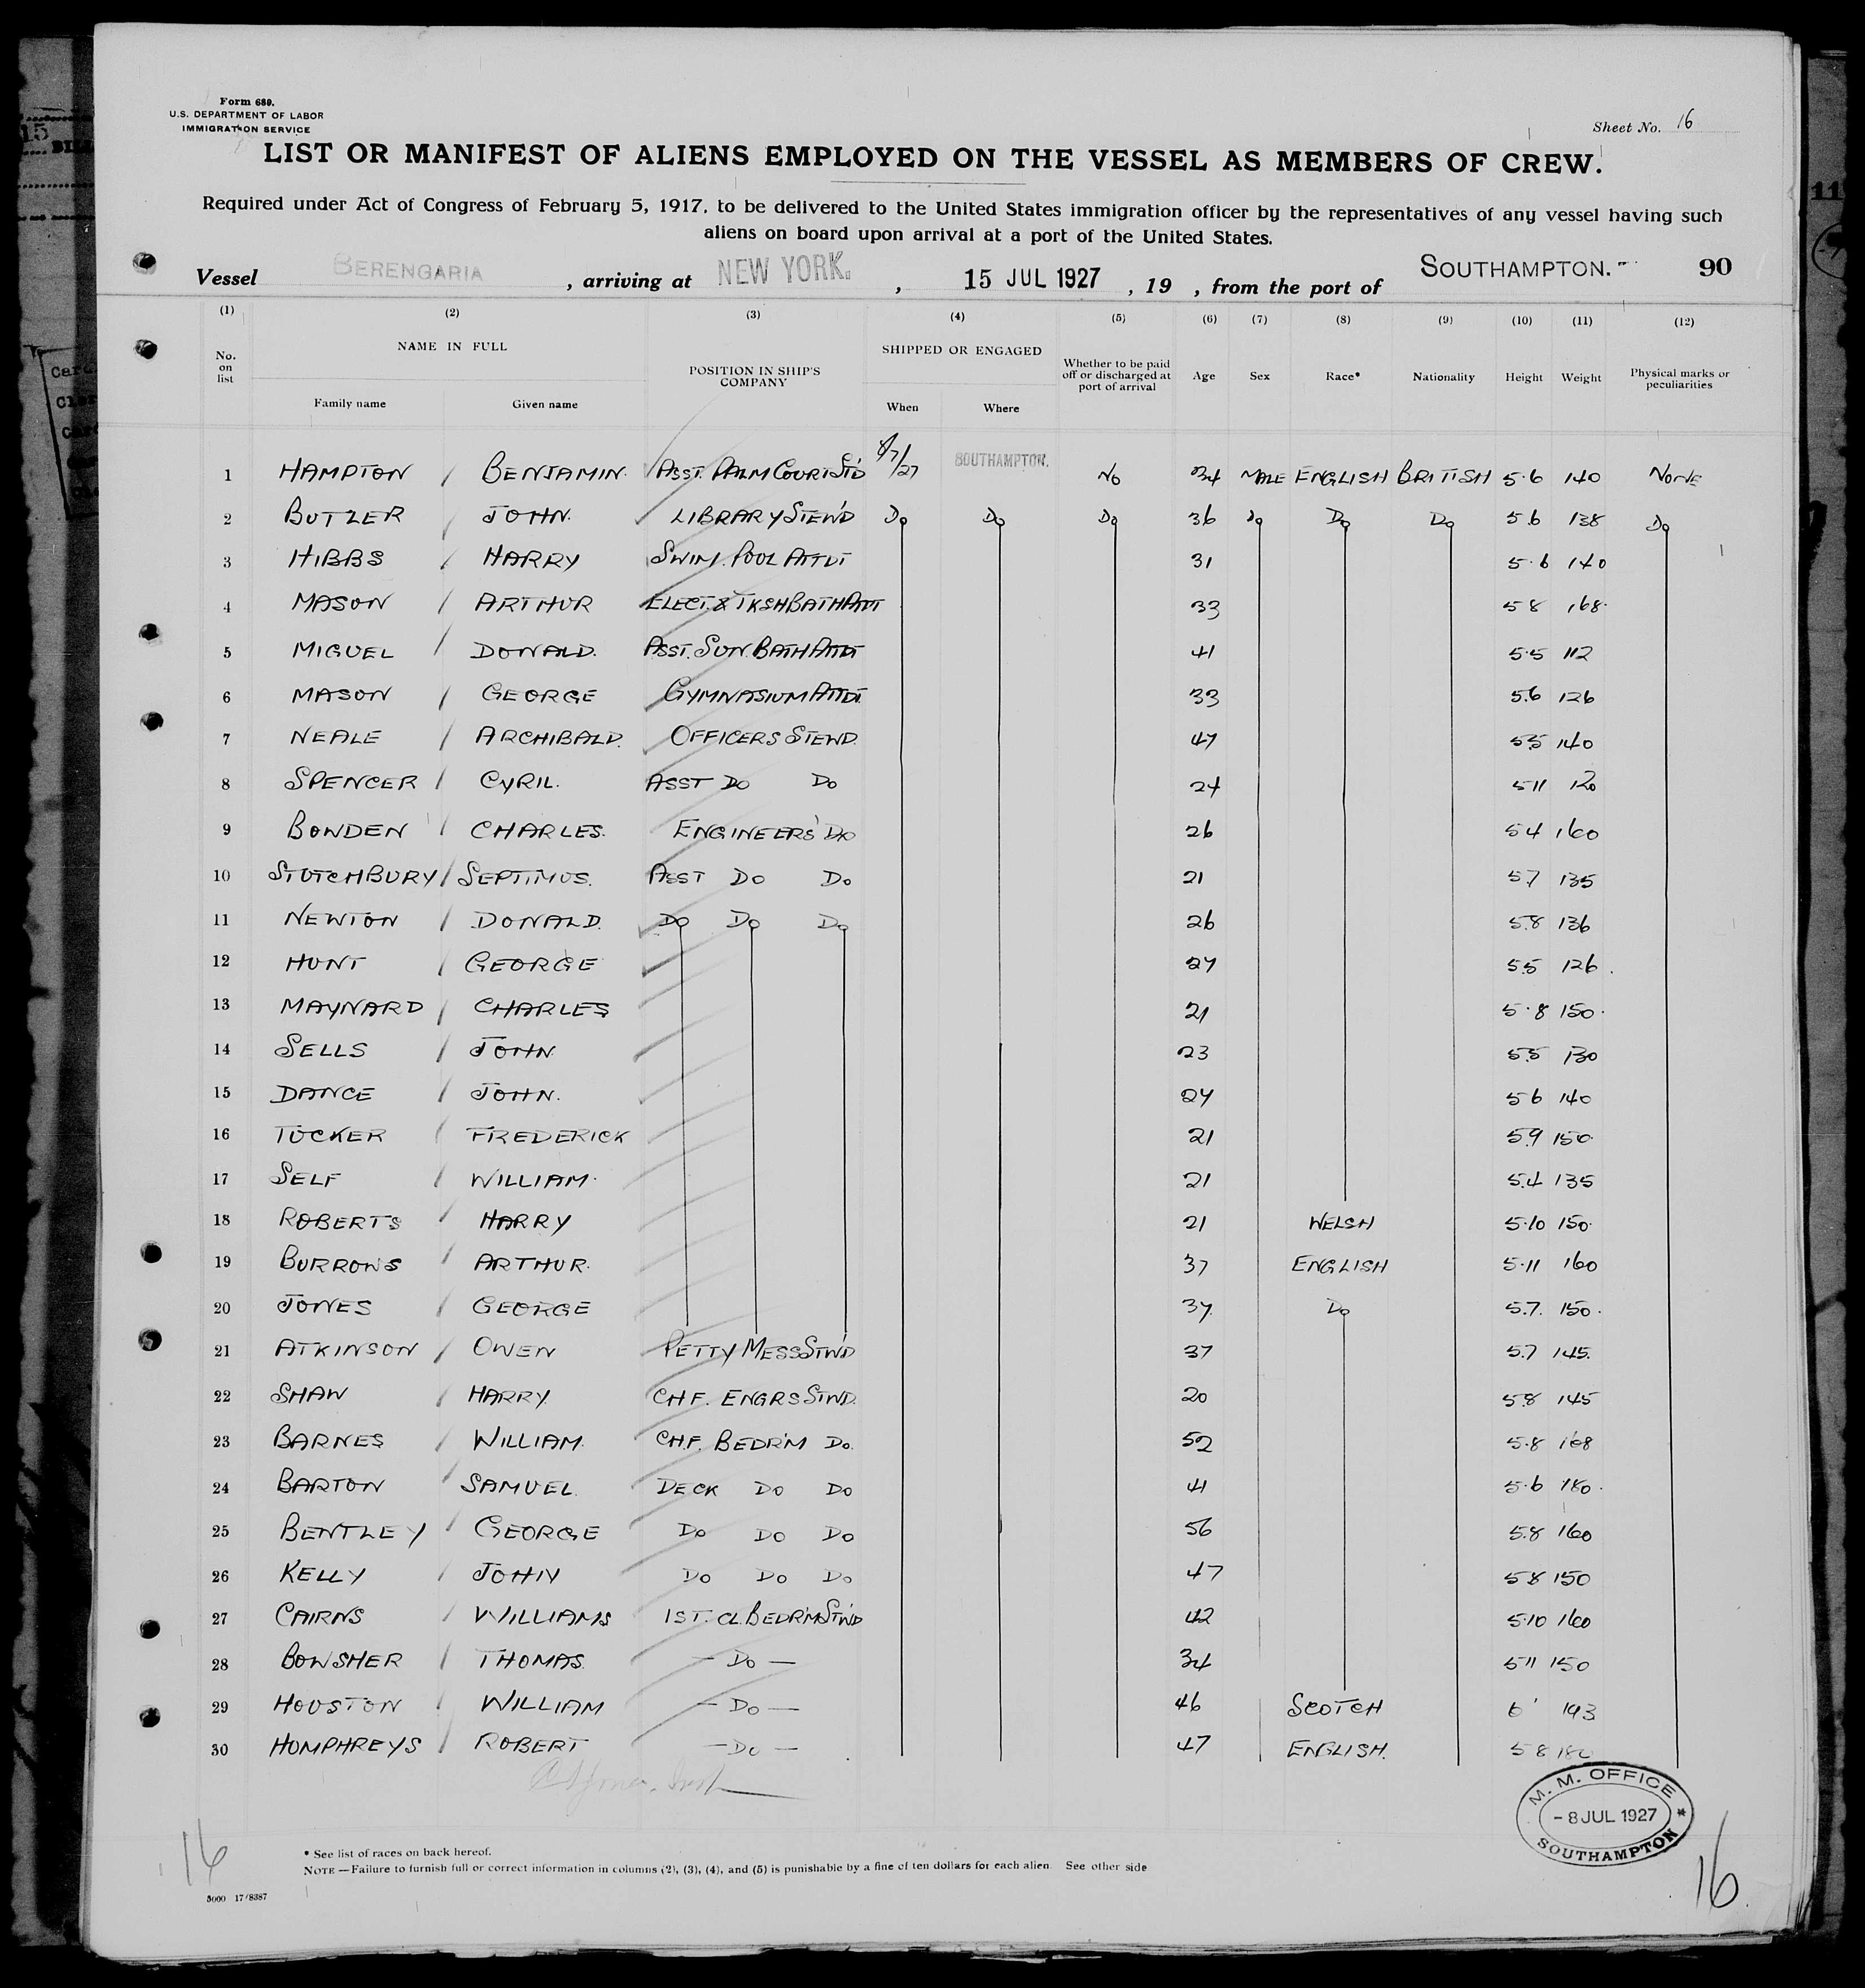 Form 680.
U.S. DEPARTMENT OF LABOR
IMMIGRATION SERVICE
Sheet No. 16
LIST OR MANIFEST OF ALIENS EMPLOYED ON THE VESSEL AS MEMBERS OF CREW.
Required under Act of Congress of February 5, 1917, to be delivered to the United States immigration officer by the representatives of any vessel having such
aliens on board upon arrival at a port of the United States.
Vessel BERENGARIA, arriving at NEW YORK., 15 JUL 1927, 19 , from the port of SOUTHAMPTON. 90
(1) (2) (3) (4) (5) (6) (7) (8) (9) (10) (11) (12)
No. on list NAME IN FULL POSITION IN SHIP'S COMPANY SHIPPED OR ENGAGED Whether to be paid off or discharged at port of arrival Age Sex Race* Nationality Height Weight Physical marks or peculiarities
Family name Given name When Where
1 HAMPTON BENJAMIN. ASST. PALM COURT STD 8/7/27 SOUTHAMPTON. NO 34 MALE ENGLISH BRITISH 5·6 140 NONE
2 BUTLER JOHN. LIBRARY STEWD DO DO DO 36 DO DO DO 5.6 138 DO
3 HIBBS HARRY SWIM. POOL ATTDT 31 5·6 140
4 MASON ARTHUR ELECT. & TKSH BATH ATT 33 5 8 168
5 MIGUEL DONALD. ASST. SUN. BATH ATTDT 41 5·5 112
6 MASON GEORGE GYMNASIUM ATTDT. 33 5.6 126
7 NEALE ARCHIBALD. OFFICERS STEWD. 47 5.5 140
8 SPENCER CYRIL. ASST DO DO 24 5 11 120
9 BOWDEN CHARLES. ENGINEERS' DO 26 5 4 160
10 STUTCHBURY SEPTIMUS. ASST DO DO 21 5 7 135
11 NEWTON DONALD. DO DO DO 26 5.8 136
12 HUNT GEORGE 27 5.5 126
13 MAYNARD CHARLES 21 5·8 150
14 SELLS JOHN 23 5.5 130
15 DANCE JOHN. 24 5 6 140
16 TUCKER FREDERICK 21 5.9 150
17 SELF WILLIAM. 21 5.4 135
18 ROBERTS HARRY 21 WELSH 5·10 150
19 BURROWS ARTHUR. 37 ENGLISH 5·11 160
20 JONES GEORGE 37 DO 5.7. 150
21 ATKINSON OWEN PETTY MESS STWD 37 5.7 145
22 SHAW HARRY. CHF. ENGRS STWD. 20 5.8 145
23 BARNES WILLIAM. CHF. BEDR'M DO. 52 5·8 168
24 BARTON SAMUEL. DECK DO DO 41 5·6 180
25 BENTLEY GEORGE DO DO DO 56 5.8 160
26 KELLY JOHN DO DO DO 47 5 8 150
27 CAIRNS WILLIAMS 1ST. CL. BEDR'M STWD 42 5·10 160
28 BOWSHER THOMAS. — DO — 34 5 11 150
29 HOUSTON WILLIAM — DO — 46 SCOTCH 6' 193
30 HUMPHREYS ROBERT — DO — 47 ENGLISH. 5 8 180
M. M. OFFICE
- 8 JUL 1927
SOUTHAMPTON
16
* See list of races on back hereof.
NOTE —Failure to furnish full or correct information in columns (2), (3), (4), and (5) is punishable by a fine of ten dollars for each alien. See other side
5000 17/8387
16